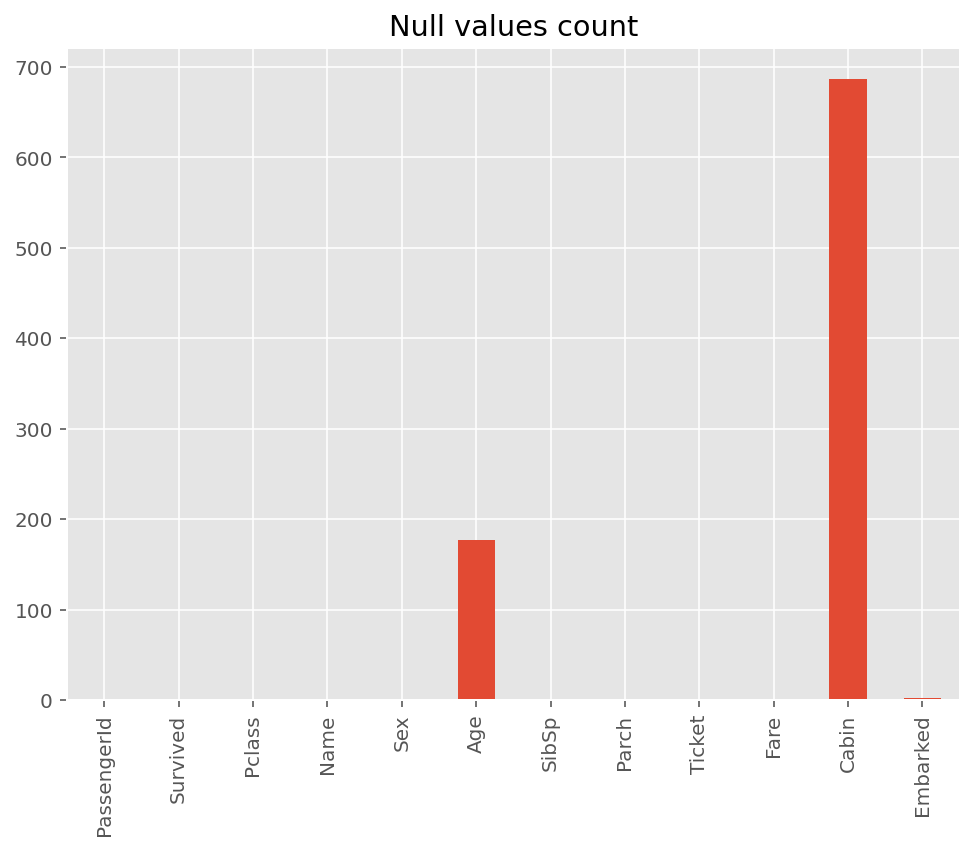 Null values count
700
600
500
400
300
200
100
0
PassengerId
Survived
Pclass
Name
Sex
Age
SibSp
Parch
Ticket
Fare
Cabin
Embarked